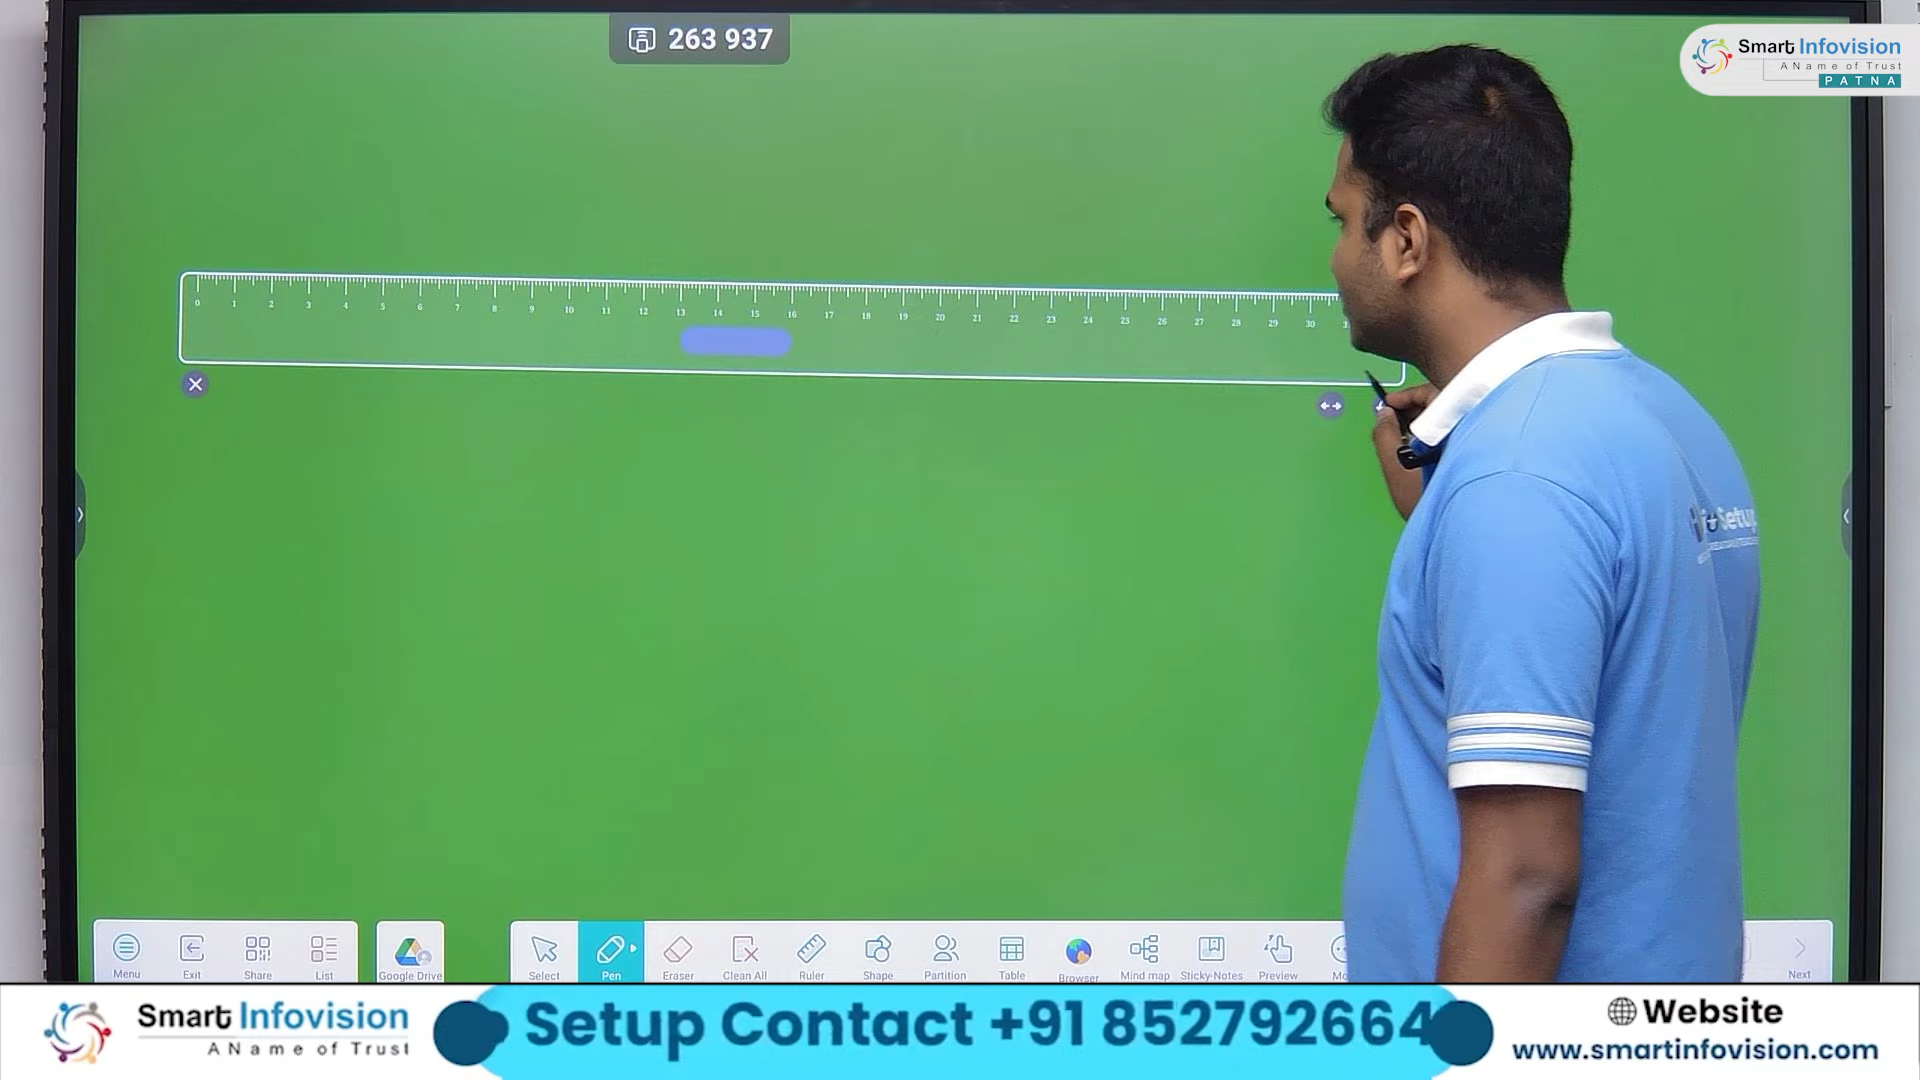 263 937
Smart Infovision
A Name of Trust
PATNA
0 1 2 3 4 5 6 7 8 9 10 11 12 13 14 15 16 17 18 19 20 21 22 23 24 25 26 27 28 29 30
Setup
Menu Exit Share List Google Drive Select Pen Eraser Clean All Ruler Shape Partition Table Browser Mind map Sticky-Notes Preview Next
Smart Infovision
A Name of Trust
Setup Contact +91 852792664
Website
www.smartinfovision.com